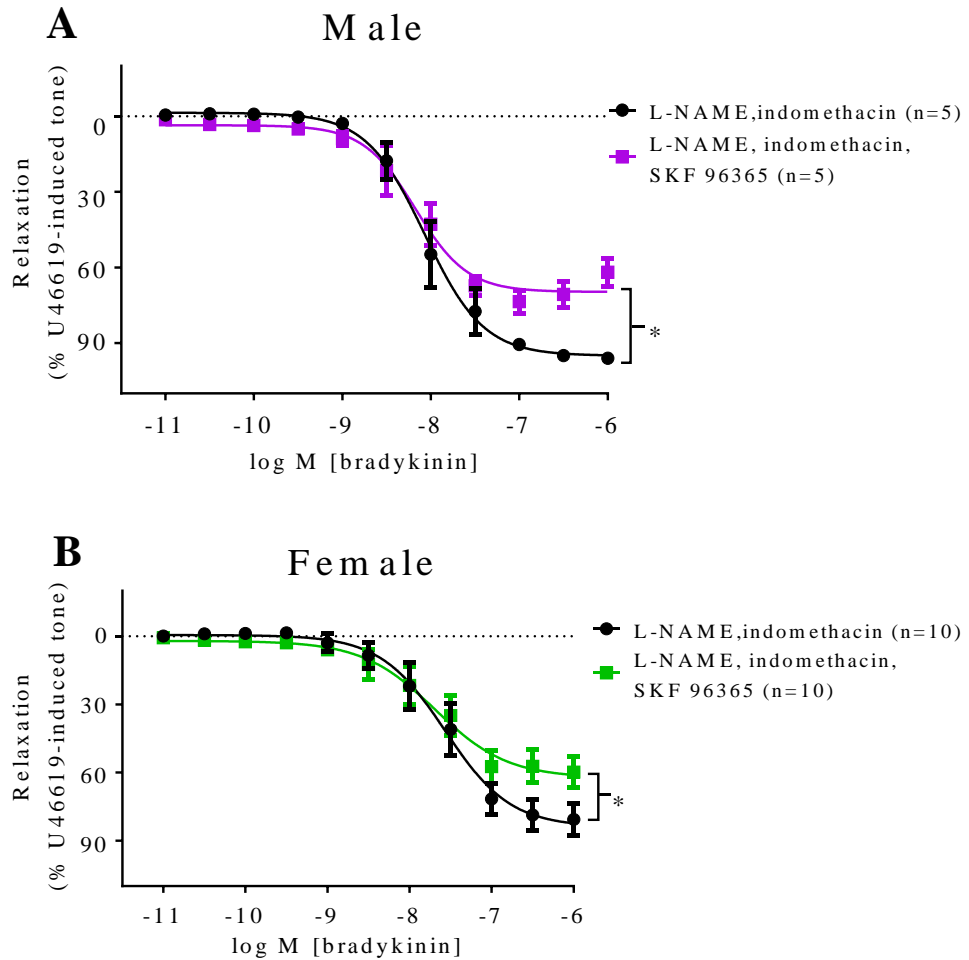 A
Male
Relaxation
(% U46619-induced tone)
0
30
60
90
-11 -10 -9 -8 -7 -6
log M [bradykinin]
L-NAME,indomethacin (n=5)
L-NAME, indomethacin,
SKF 96365 (n=5)
*
B
Female
Relaxation
(% U46619-induced tone)
0
30
60
90
-11 -10 -9 -8 -7 -6
log M [bradykinin]
L-NAME,indomethacin (n=10)
L-NAME, indomethacin,
SKF 96365 (n=10)
*